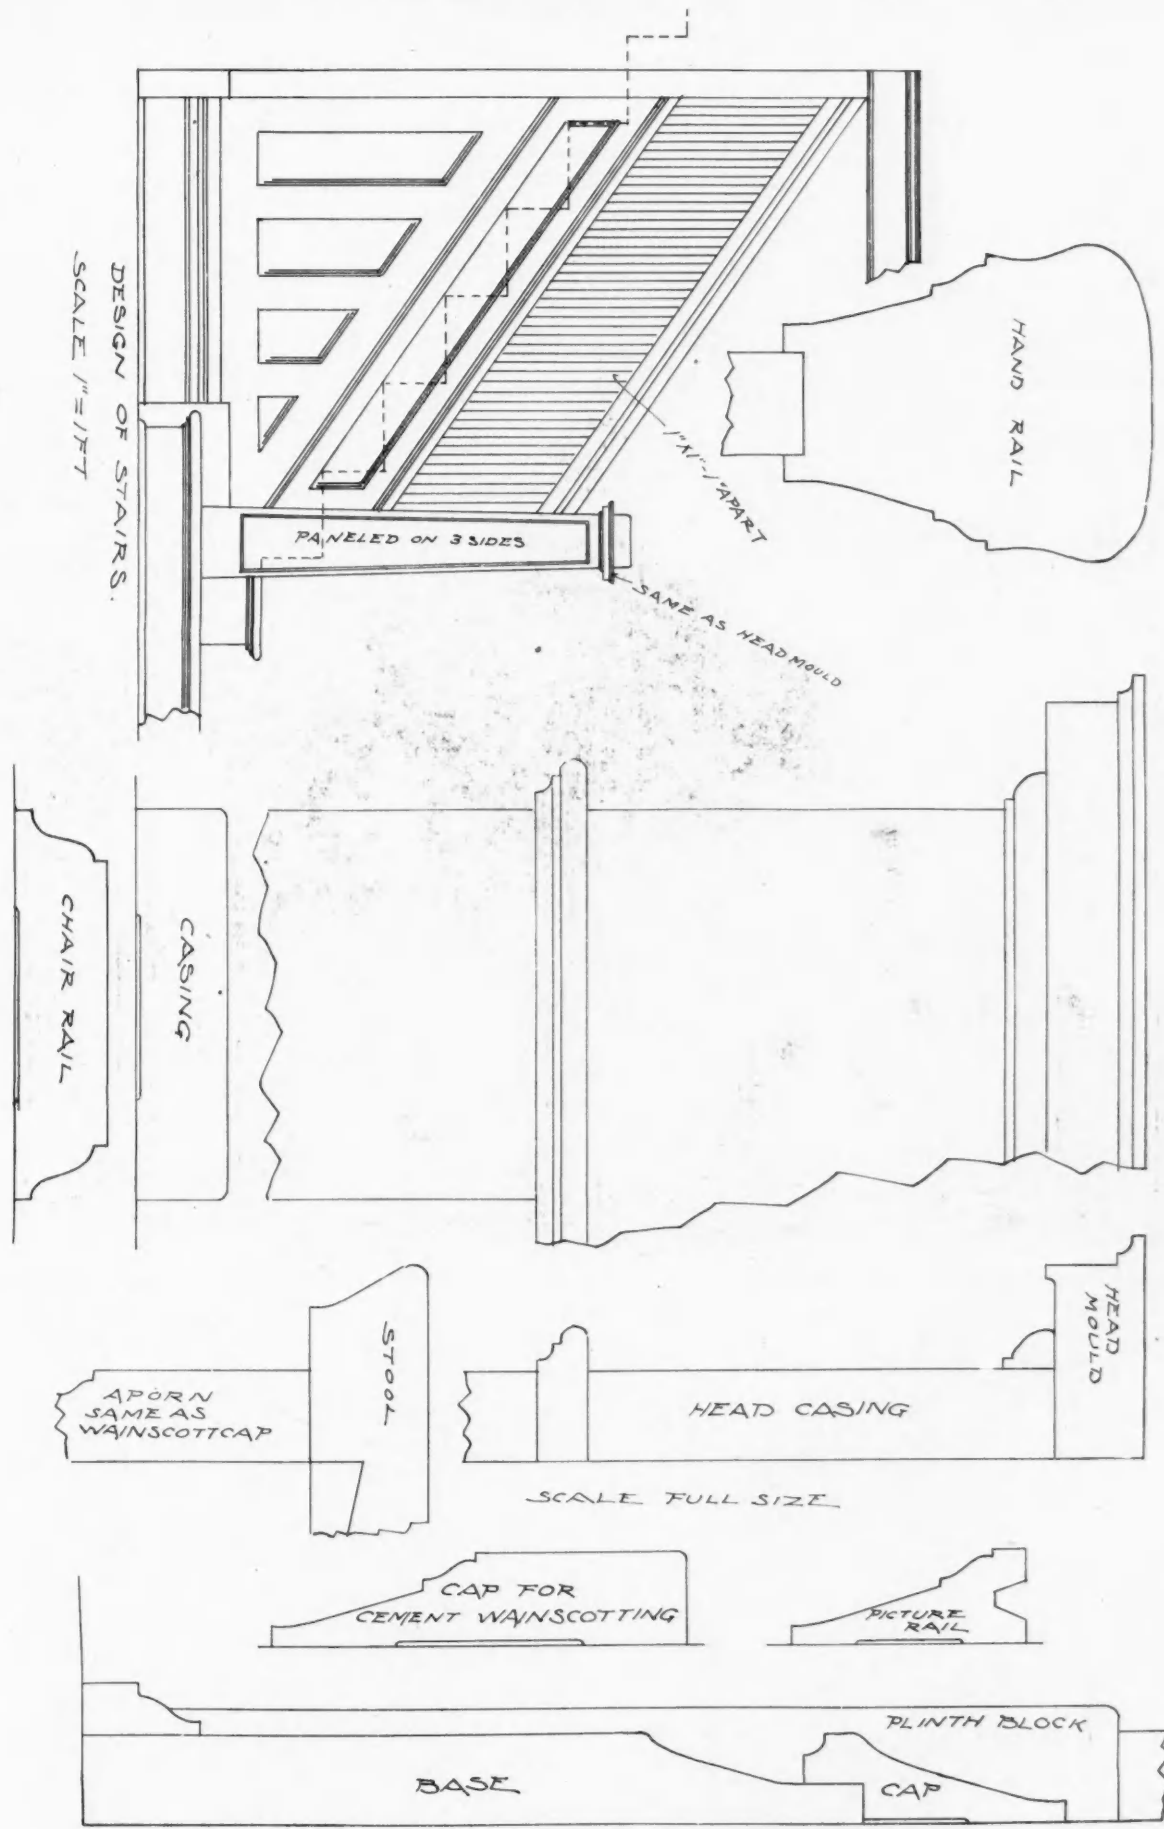 DESIGN OF STAIRS.
SCALE 1"=1FT
PANELED ON 3 SIDES
1"X1"-1"APART
SAME AS HEAD MOULD
HAND RAIL
CHAIR RAIL
CASING
STOOL
APORN
SAME AS
WAINSCOTTCAP
HEAD CASING
HEAD
MOULD
SCALE FULL SIZE
CAP FOR
CEMENT WAINSCOTTING
PICTURE
RAIL
PLINTH BLOCK
BASE
CAP